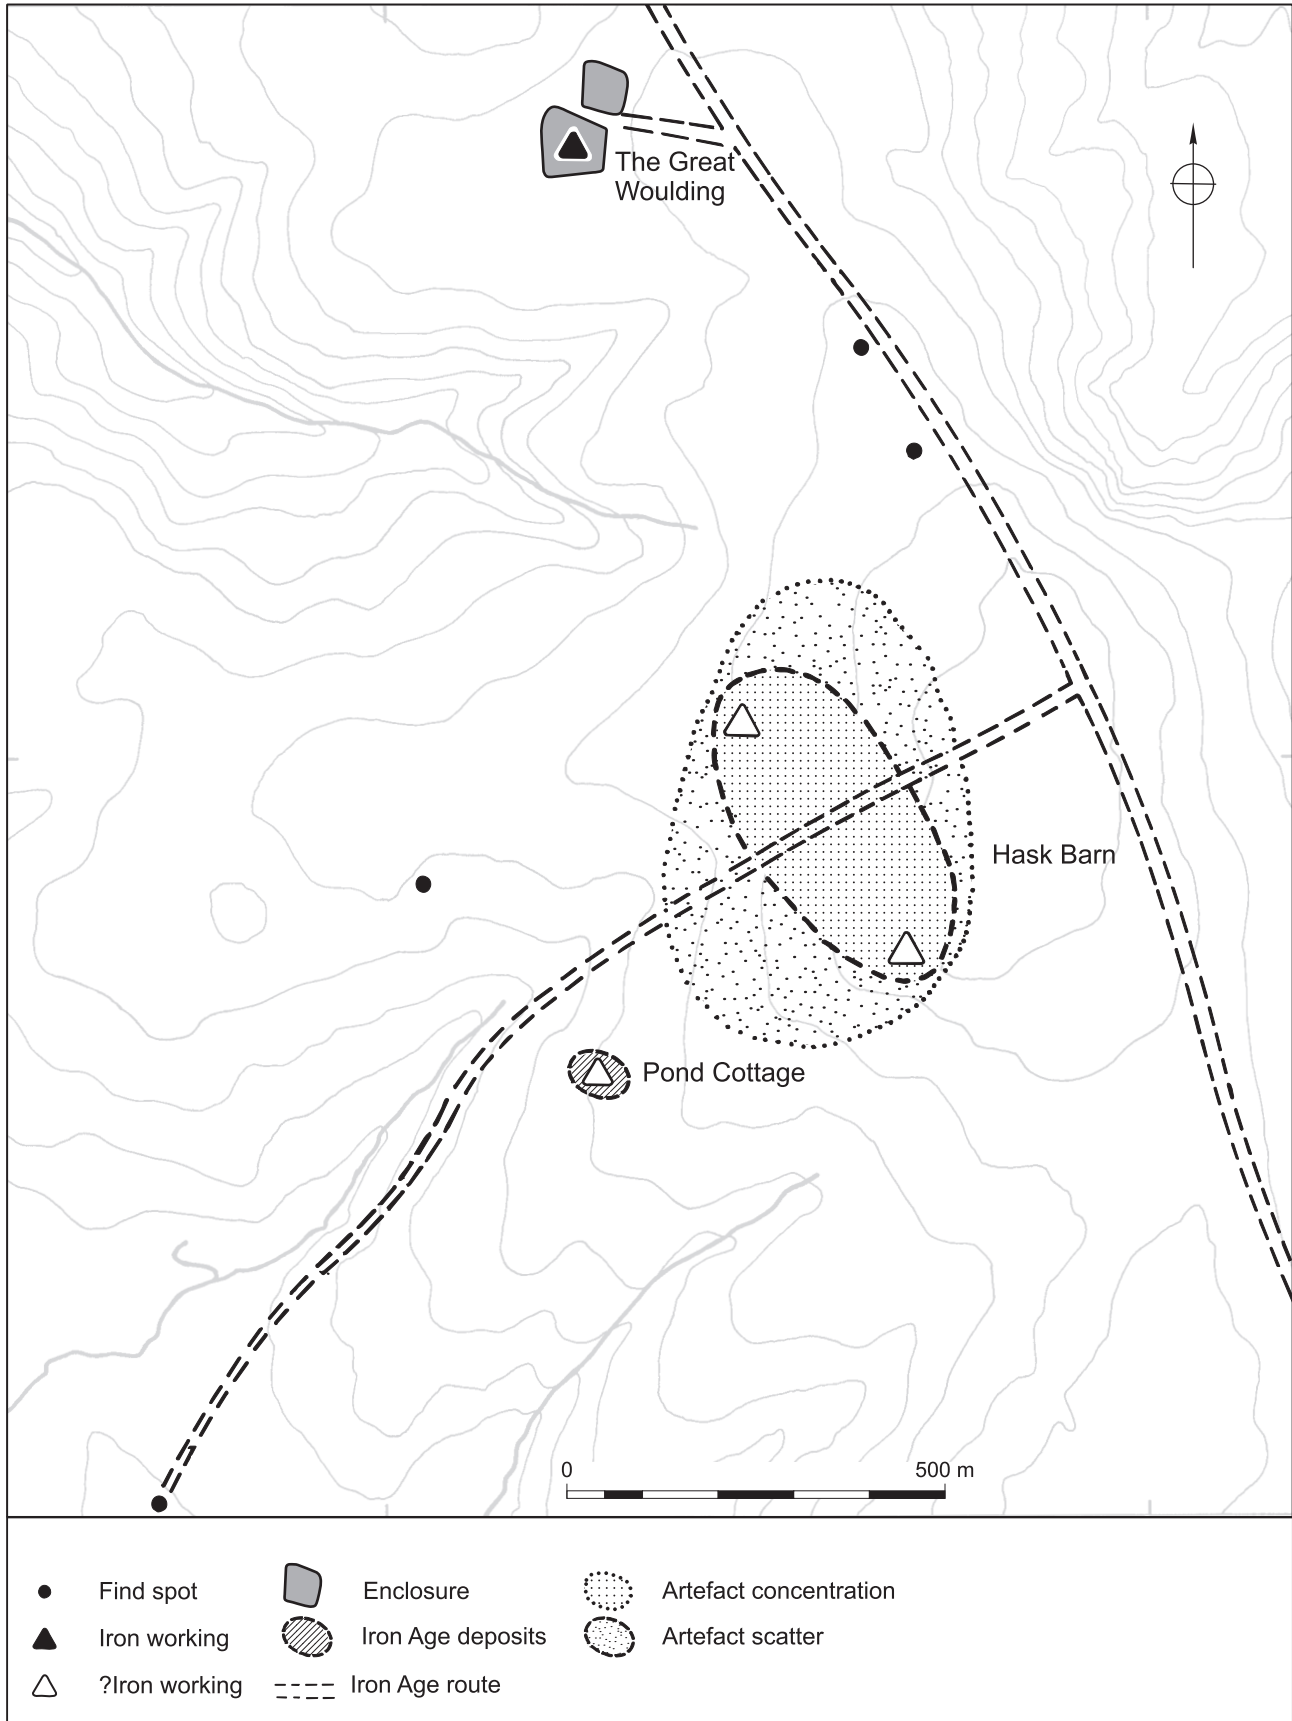 The Great
Woulding
Hask Barn
Pond Cottage
0 500 m
Find spot Enclosure Artefact concentration
Iron working Iron Age deposits Artefact scatter
?Iron working Iron Age route